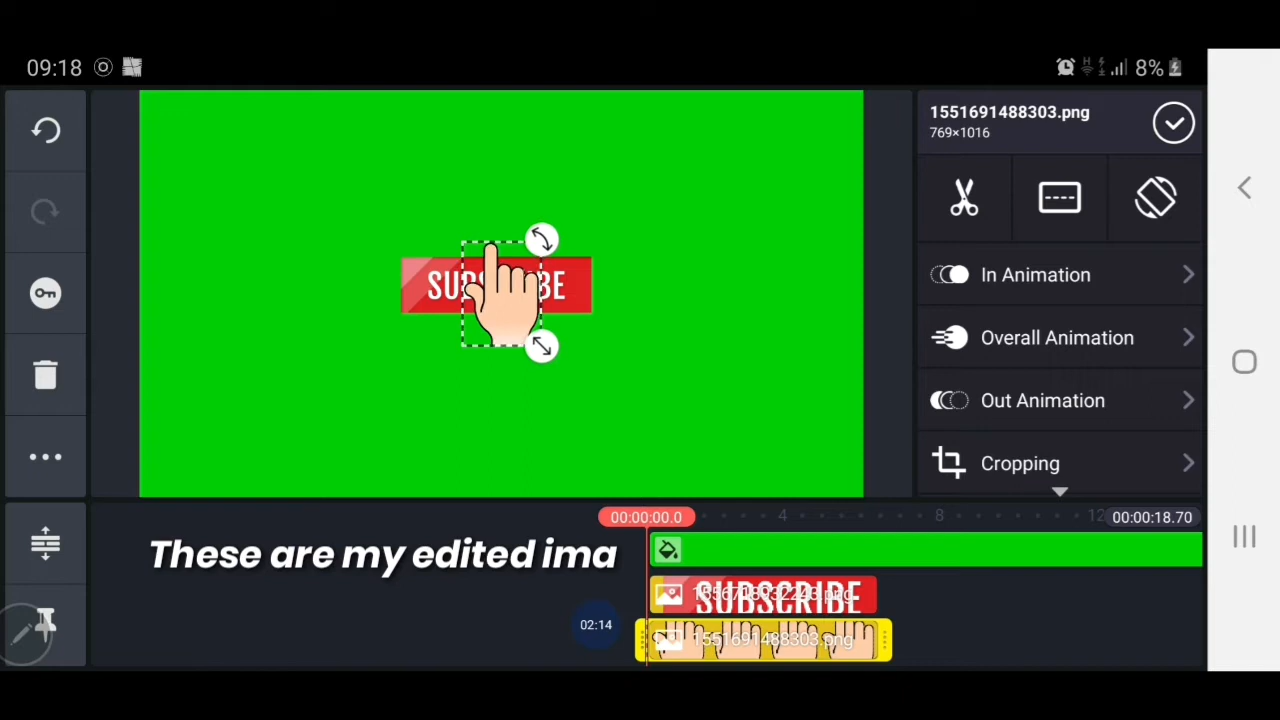 09:18
8%
1551691488303.png
769×1016
SUBSCRIBE
In Animation
Overall Animation
Out Animation
Cropping
00:00:00.0
4
8
12
00:00:18.70
These are my edited ima
SUBSCRIBE
02:14
1551691488303.png